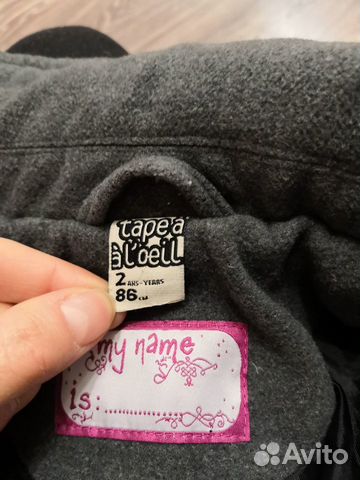 tape à
à l'oeil
2 ANS-YEARS
86 CM
my name
is:..............
Avito